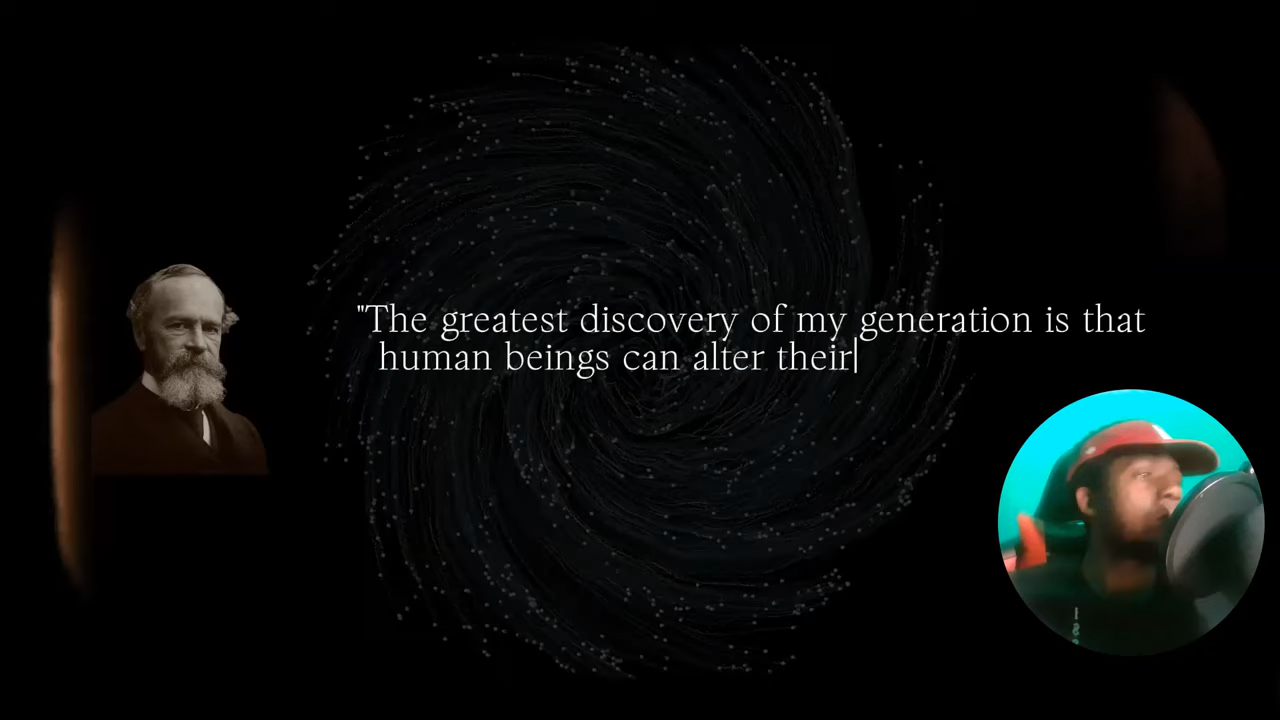 "The greatest discovery of my generation is that
human beings can alter their